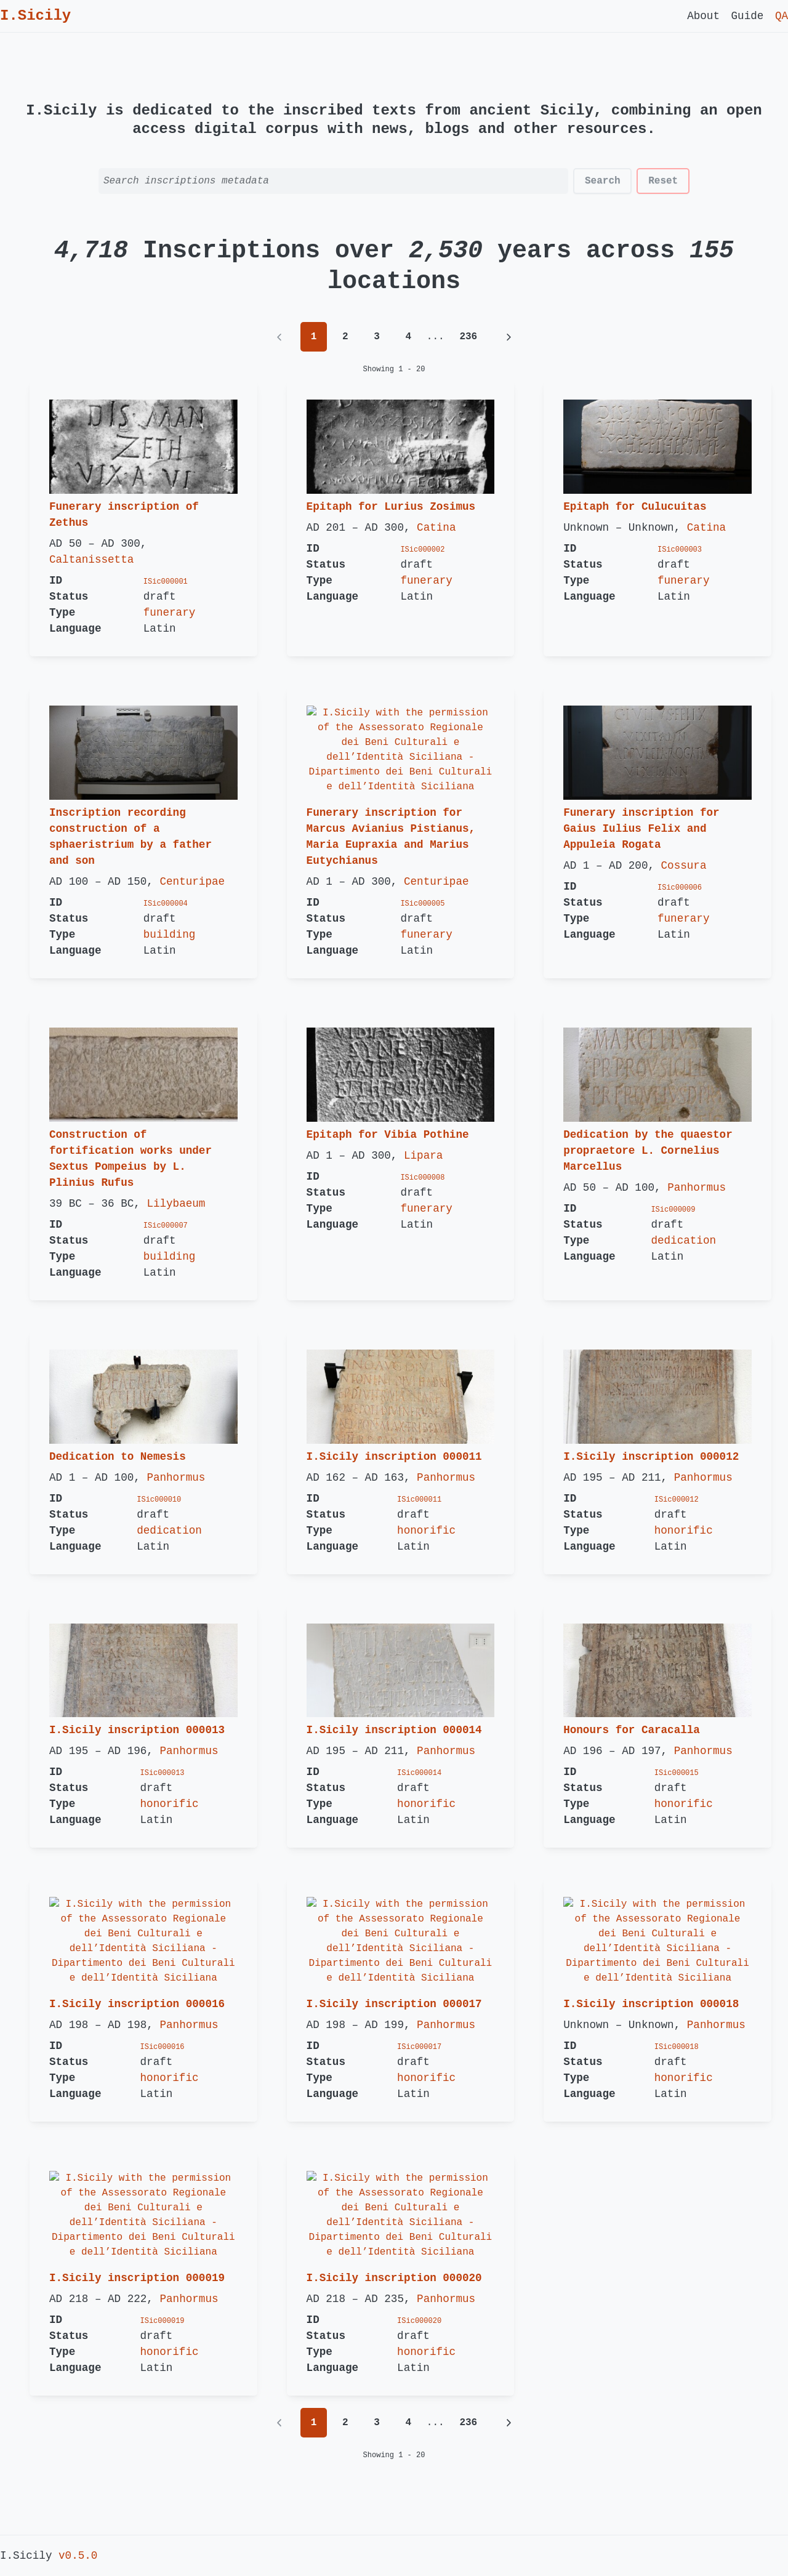 I.Sicily
About Guide QA
I.Sicily is dedicated to the inscribed texts from ancient Sicily, combining an open
access digital corpus with news, blogs and other resources.
Search inscriptions metadata
Search
Reset
4,718 Inscriptions over 2,530 years across 155
locations
1 2 3 4 ... 236
Showing 1 - 20
DIS MAN
ZETH
VIX A VI
Funerary inscription of
Zethus
AD 50 – AD 300,
Caltanissetta
ID ISic000001
Status draft
Type funerary
Language Latin
Epitaph for Lurius Zosimus
AD 201 – AD 300, Catina
ID ISic000002
Status draft
Type funerary
Language Latin
Epitaph for Culucuitas
Unknown – Unknown, Catina
ID ISic000003
Status draft
Type funerary
Language Latin
Inscription recording
construction of a
sphaeristrium by a father
and son
AD 100 – AD 150, Centuripae
ID ISic000004
Status draft
Type building
Language Latin
I.Sicily with the permission
of the Assessorato Regionale
dei Beni Culturali e
dell’Identità Siciliana -
Dipartimento dei Beni Culturali
e dell’Identità Siciliana
Funerary inscription for
Marcus Avianius Pistianus,
Maria Eupraxia and Marius
Eutychianus
AD 1 – AD 300, Centuripae
ID ISic000005
Status draft
Type funerary
Language Latin
Funerary inscription for
Gaius Iulius Felix and
Appuleia Rogata
AD 1 – AD 200, Cossura
ID ISic000006
Status draft
Type funerary
Language Latin
Construction of
fortification works under
Sextus Pompeius by L.
Plinius Rufus
39 BC – 36 BC, Lilybaeum
ID ISic000007
Status draft
Type building
Language Latin
Epitaph for Vibia Pothine
AD 1 – AD 300, Lipara
ID ISic000008
Status draft
Type funerary
Language Latin
MARCELLVS
Dedication by the quaestor
propraetore L. Cornelius
Marcellus
AD 50 – AD 100, Panhormus
ID ISic000009
Status draft
Type dedication
Language Latin
Dedication to Nemesis
AD 1 – AD 100, Panhormus
ID ISic000010
Status draft
Type dedication
Language Latin
I.Sicily inscription 000011
AD 162 – AD 163, Panhormus
ID ISic000011
Status draft
Type honorific
Language Latin
I.Sicily inscription 000012
AD 195 – AD 211, Panhormus
ID ISic000012
Status draft
Type honorific
Language Latin
I.Sicily inscription 000013
AD 195 – AD 196, Panhormus
ID ISic000013
Status draft
Type honorific
Language Latin
I.Sicily inscription 000014
AD 195 – AD 211, Panhormus
ID ISic000014
Status draft
Type honorific
Language Latin
Honours for Caracalla
AD 196 – AD 197, Panhormus
ID ISic000015
Status draft
Type honorific
Language Latin
I.Sicily with the permission
of the Assessorato Regionale
dei Beni Culturali e
dell’Identità Siciliana -
Dipartimento dei Beni Culturali
e dell’Identità Siciliana
I.Sicily inscription 000016
AD 198 – AD 198, Panhormus
ID ISic000016
Status draft
Type honorific
Language Latin
I.Sicily with the permission
of the Assessorato Regionale
dei Beni Culturali e
dell’Identità Siciliana -
Dipartimento dei Beni Culturali
e dell’Identità Siciliana
I.Sicily inscription 000017
AD 198 – AD 199, Panhormus
ID ISic000017
Status draft
Type honorific
Language Latin
I.Sicily with the permission
of the Assessorato Regionale
dei Beni Culturali e
dell’Identità Siciliana -
Dipartimento dei Beni Culturali
e dell’Identità Siciliana
I.Sicily inscription 000018
Unknown – Unknown, Panhormus
ID ISic000018
Status draft
Type honorific
Language Latin
I.Sicily with the permission
of the Assessorato Regionale
dei Beni Culturali e
dell’Identità Siciliana -
Dipartimento dei Beni Culturali
e dell’Identità Siciliana
I.Sicily inscription 000019
AD 218 – AD 222, Panhormus
ID ISic000019
Status draft
Type honorific
Language Latin
I.Sicily with the permission
of the Assessorato Regionale
dei Beni Culturali e
dell’Identità Siciliana -
Dipartimento dei Beni Culturali
e dell’Identità Siciliana
I.Sicily inscription 000020
AD 218 – AD 235, Panhormus
ID ISic000020
Status draft
Type honorific
Language Latin
1 2 3 4 ... 236
Showing 1 - 20
I.Sicily v0.5.0